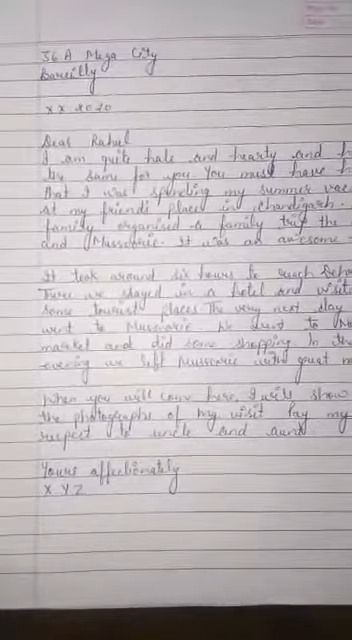 36 A Mega City
Bareilly
xx 2020
Dear Rahul
I am quite hale and hearty and h
the same for you. You must have h
that I was spending my summer vac
at my friend's place in Chandigarh.
family organised a family trip
and Mussoorie. It was an awesome
It took around six hours to reach
There we stayed in a hotel and visit
some tourist places. The very next day
went to Mussoorie. We went to
market and did some shopping. In the
evening we left Mussoorie with great m
When you will come here, I will show
the photographs of my visit. Pay my
respect to uncle and aunt
Yours affectionately
X Y Z